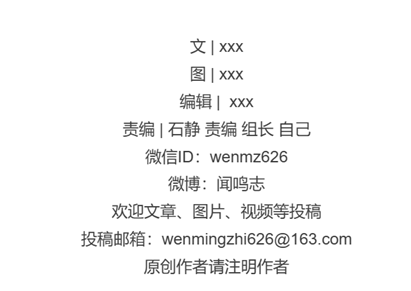 文 | xxx
图 | xxx
编辑 |  xxx
责编 | 石静 责编 组长 自己
微信ID：wenmz626
微博：闻鸣志
欢迎文章、图片、视频等投稿
投稿邮箱：wenmingzhi626@163.com
原创作者请注明作者